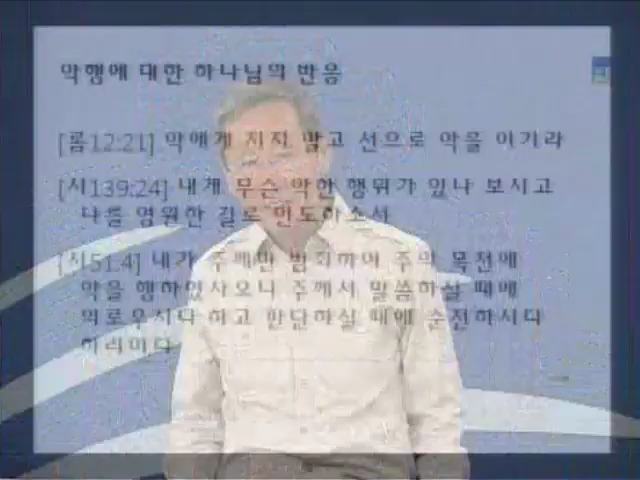 악행에 대한 하나님의 반응
[롬12:21] 악에게 지지 말고 선으로 악을 이기라
[시139:24] 내게 무슨 악한 행위가 있나 보시고
나를 영원한 길로 인도하소서
[시51:4] 내가 주께만 범죄하여 주의 목전에
악을 행하였사오니 주께서 말씀하실 때에
의로우시다 하고 판단하실 때에 순전하시다
하리이다